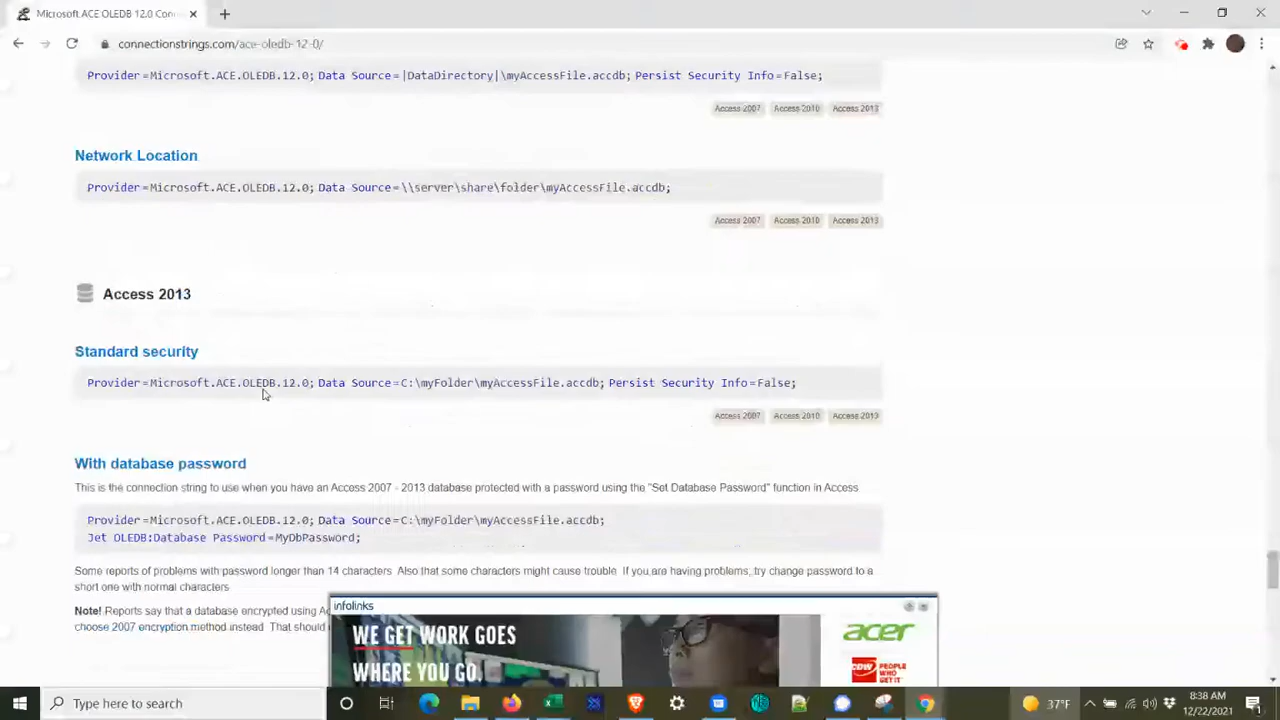 Microsoft.ACE OLEDB 12.0 Con
connectionstrings.com/ace-oledb-12-0/
Provider=Microsoft.ACE.OLEDB.12.0; Data Source=|DataDirectory|\myAccessFile.accdb; Persist Security Info=False;
Access 2007 Access 2010 Access 2013
Network Location
Provider=Microsoft.ACE.OLEDB.12.0; Data Source=\\server\share\folder\myAccessFile.accdb;
Access 2007 Access 2010 Access 2013
Access 2013
Standard security
Provider=Microsoft.ACE.OLEDB.12.0; Data Source=C:\myFolder\myAccessFile.accdb; Persist Security Info=False;
Access 2007 Access 2010 Access 2013
With database password
This is the connection string to use when you have an Access 2007 - 2013 database protected with a password using the "Set Database Password" function in Access
Provider=Microsoft.ACE.OLEDB.12.0; Data Source=C:\myFolder\myAccessFile.accdb;
Jet OLEDB:Database Password=MyDbPassword;
Some reports of problems with password longer than 14 characters. Also that some characters might cause trouble. If you are having problems, try change password to a
short one with normal characters
Note! Reports say that a database encrypted using Ac
choose 2007 encryption method instead. That should
infolinks
WE GET WORK GOES
WHERE YOU GO.
acer
CDW
PEOPLE
WHO
GET IT
Type here to search
37°F
8:38 AM
12/22/2021